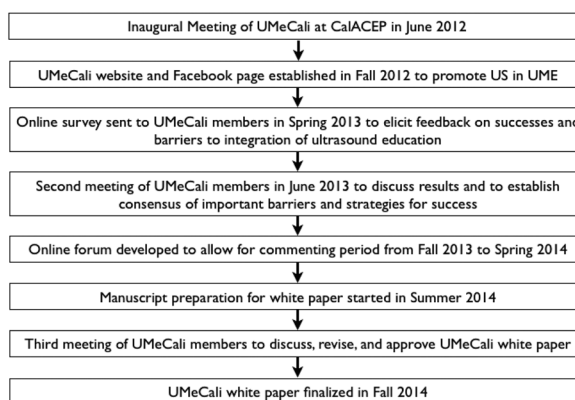 Inaugural Meeting of UMeCali at CalACEP in June 2012
UMeCali website and Facebook page established in Fall 2012 to promote US in UME
Online survey sent to UMeCali members in Spring 2013 to elicit feedback on successes and
barriers to integration of ultrasound education
Second meeting of UMeCali members in June 2013 to discuss results and to establish
consensus of important barriers and strategies for success
Online forum developed to allow for commenting period from Fall 2013 to Spring 2014
Manuscript preparation for white paper started in Summer 2014
Third meeting of UMeCali members to discuss, revise, and approve UMeCali white paper
UMeCali white paper finalized in Fall 2014